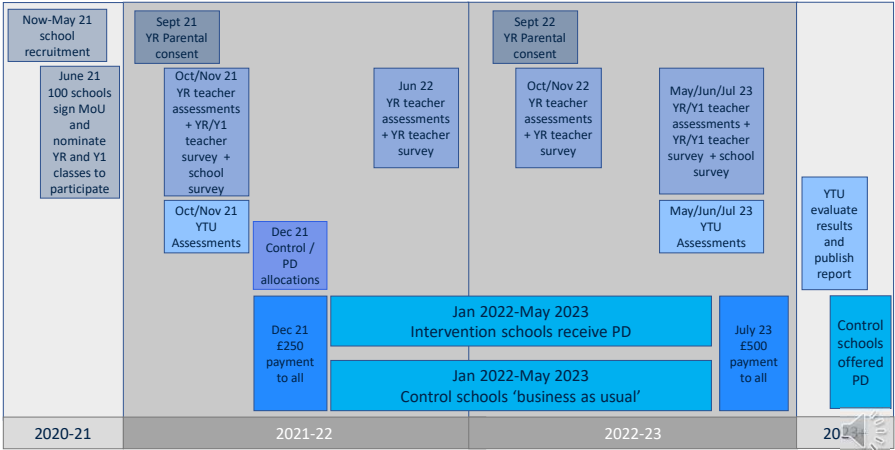 Now-May 21
school
recruitment
June 21
100 schools
sign MoU
and
nominate
YR and Y1
classes to
participate
Sept 21
YR Parental
consent
Oct/Nov 21
YR teacher
assessments
+ YR/Y1
teacher
survey +
school
survey
Oct/Nov 21
YTU
Assessments
Dec 21
Control /
PD
allocations
Dec 21
£250
payment
to all
Jun 22
YR teacher
assessments
+ YR teacher
survey
Sept 22
YR Parental
consent
Oct/Nov 22
YR teacher
assessments
+ YR teacher
survey
May/Jun/Jul 23
YR/Y1 teacher
assessments +
YR/Y1 teacher
survey + school
survey
May/Jun/Jul 23
YTU
Assessments
Jan 2022-May 2023
Intervention schools receive PD
Jan 2022-May 2023
Control schools ‘business as usual’
July 23
£500
payment
to all
YTU
evaluate
results
and
publish
report
Control
schools
offered
PD
2020-21
2021-22
2022-23
2023+